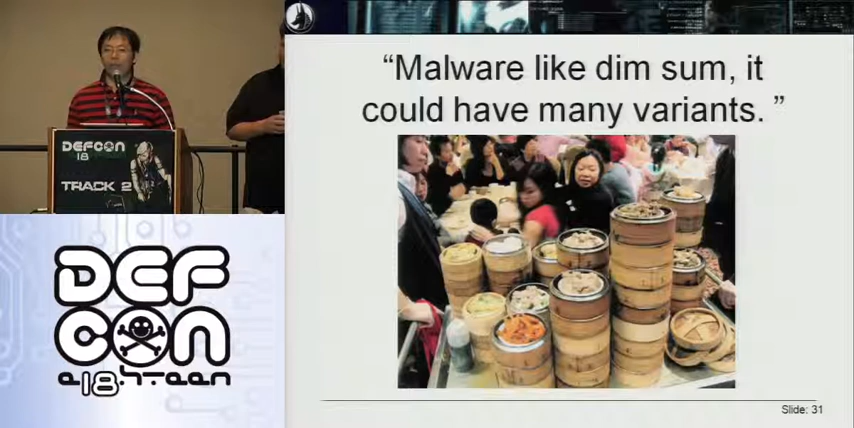 DEFCON
18
TRACK 2
DEF
CON
e18hteen
“Malware like dim sum, it
could have many variants. ”
Slide: 31